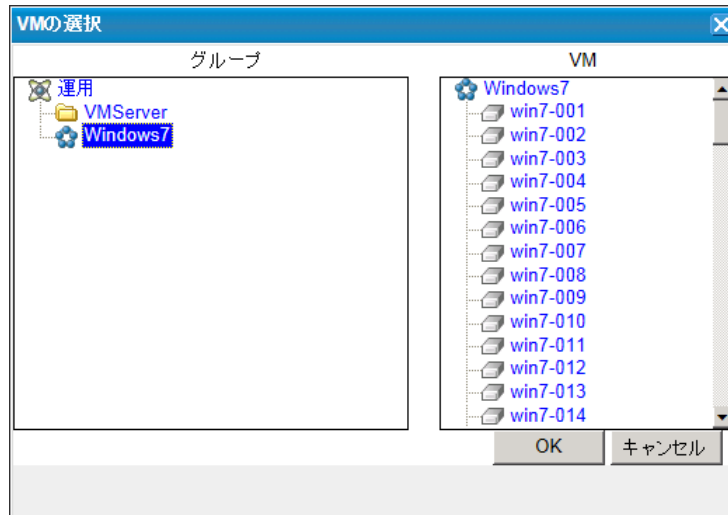 VMの選択
グループ
運用
VMServer
Windows7
VM
Windows7
win7-001
win7-002
win7-003
win7-004
win7-005
win7-006
win7-007
win7-008
win7-009
win7-010
win7-011
win7-012
win7-013
win7-014
OK
キャンセル